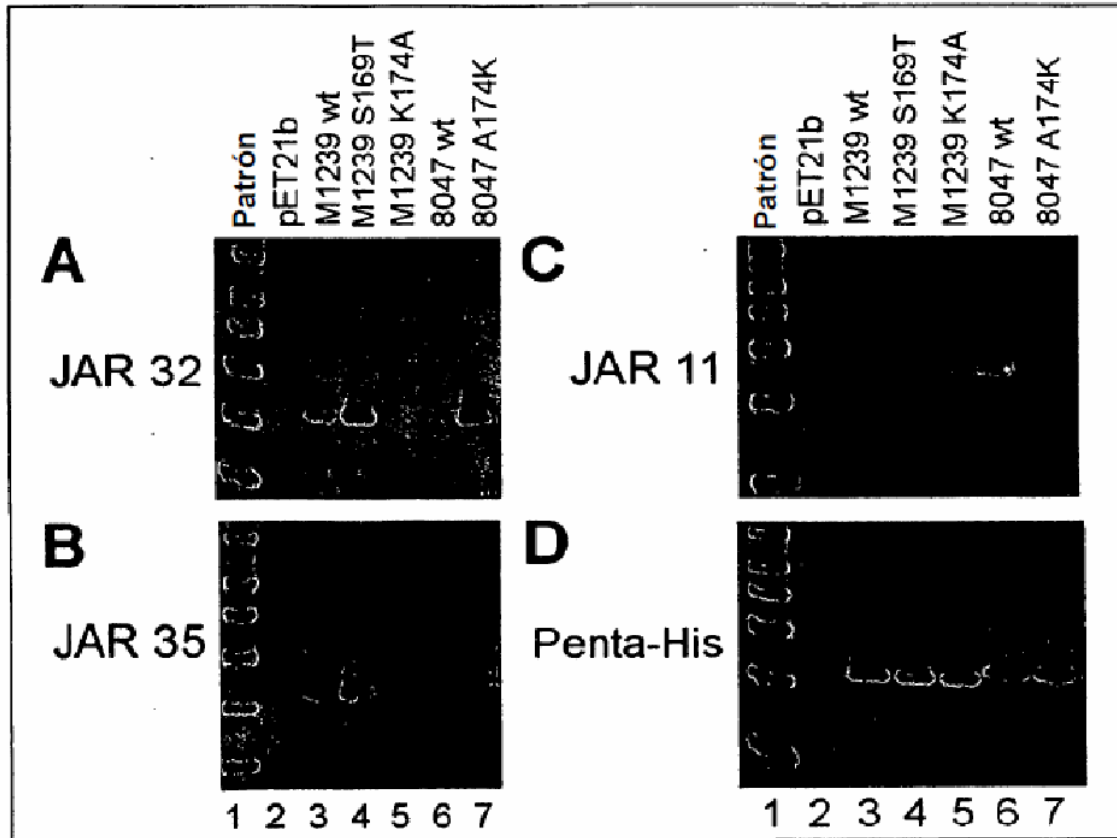 Patrón
pET21b
M1239 wt
M1239 S169T
M1239 K174A
8047 wt
8047 A174K
Patrón
pET21b
M1239 wt
M1239 S169T
M1239 K174A
8047 wt
8047 A174K
A
JAR 32
C
JAR 11
B
JAR 35
D
Penta-His
1 2 3 4 5 6 7
1 2 3 4 5 6 7